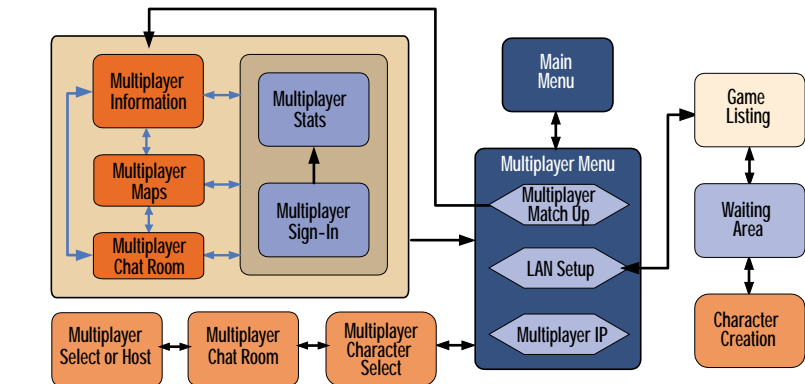 Multiplayer
Information
Multiplayer
Maps
Multiplayer
Chat Room
Multiplayer
Stats
Multiplayer
Sign-In
Main
Menu
Multiplayer Menu
Multiplayer
Match Up
LAN Setup
Multiplayer IP
Game
Listing
Waiting
Area
Character
Creation
Multiplayer
Select or Host
Multiplayer
Chat Room
Multiplayer
Character
Select